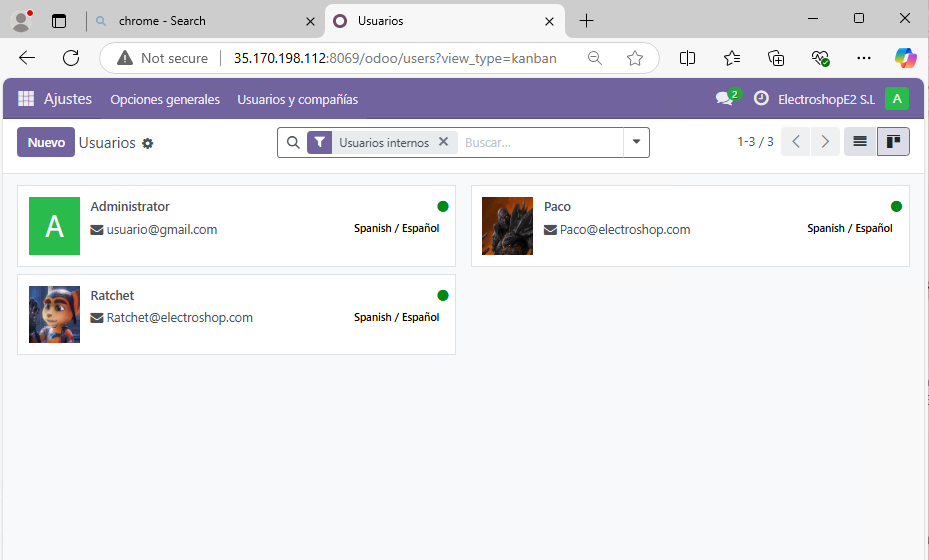 chrome - Search
Usuarios
Not secure
35.170.198.112:8069/odoo/users?view_type=kanban
Ajustes
Opciones generales
Usuarios y compañías
2
ElectroshopE2 S.L
A
Nuevo
Usuarios
Usuarios internos
Buscar...
1-3 / 3
A
Administrator
usuario@gmail.com
Spanish / Español
Paco
Paco@electroshop.com
Spanish / Español
Ratchet
Ratchet@electroshop.com
Spanish / Español